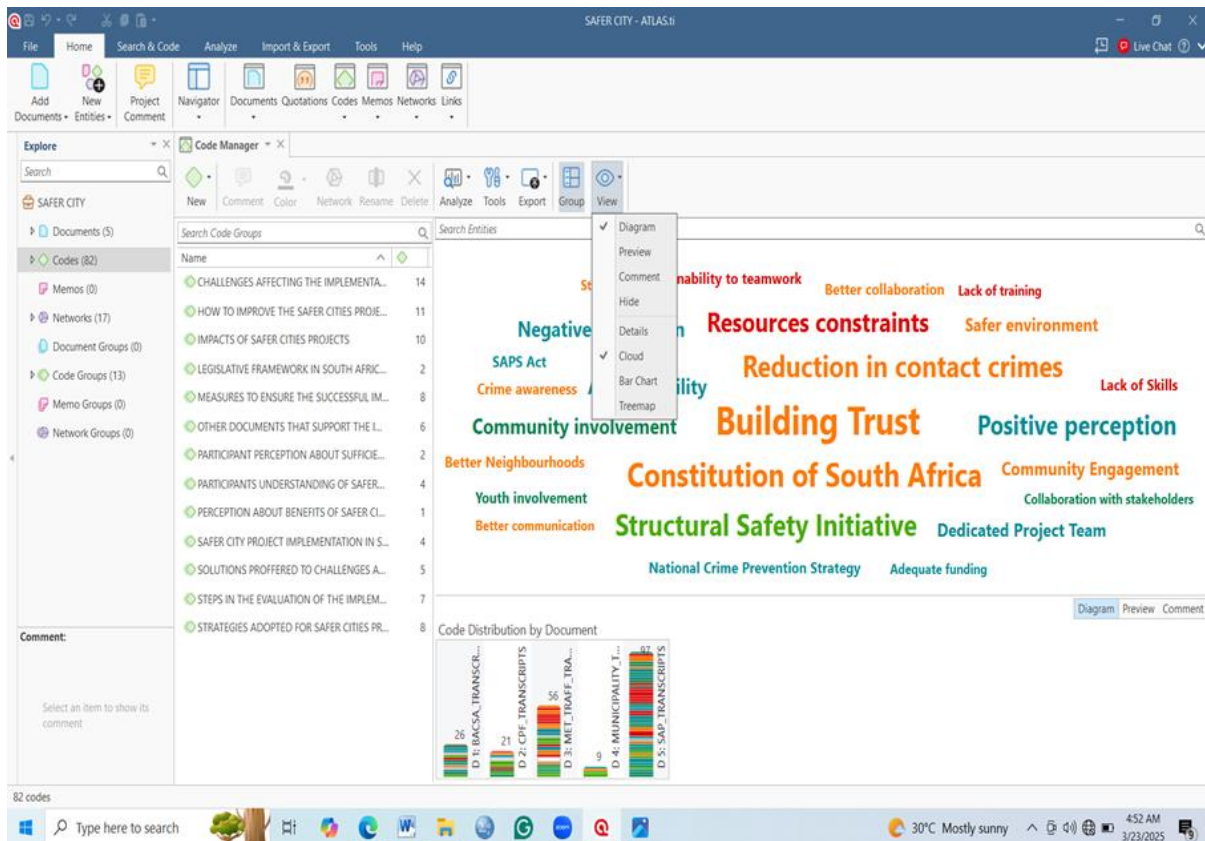 SAFER CITY - ATLAS.ti
File Home Search & Code Analyze Import & Export Tools Help
Live Chat
Add Documents
New Entities
Project Comment
Navigator
Documents Quotations Codes Memos Networks Links
Explore
Search
SAFER CITY
Documents (5)
Codes (82)
Memos (0)
Networks (17)
Document Groups (0)
Code Groups (13)
Memo Groups (0)
Network Groups (0)
Comment:
Select an item to show its
comment
Code Manager
New Comment Color Network Rename Delete Analyze Tools Export Group View
Search Code Groups
Name
CHALLENGES AFFECTING THE IMPLEMENTA... 14
HOW TO IMPROVE THE SAFER CITIES PROJE... 11
IMPACTS OF SAFER CITIES PROJECTS 10
LEGISLATIVE FRAMEWORK IN SOUTH AFRIC... 2
MEASURES TO ENSURE THE SUCCESSFUL IM... 8
OTHER DOCUMENTS THAT SUPPORT THE I... 6
PARTICIPANT PERCEPTION ABOUT SUFFICIE... 2
PARTICIPANTS UNDERSTANDING OF SAFER... 4
PERCEPTION ABOUT BENEFITS OF SAFER CI... 1
SAFER CITY PROJECT IMPLEMENTATION IN S... 4
SOLUTIONS PROFFERED TO CHALLENGES A... 5
STEPS IN THE EVALUATION OF THE IMPLEM... 7
STRATEGIES ADOPTED FOR SAFER CITIES PR... 8
Search Entities
Diagram
Preview
Comment
Hide
Details
Cloud
Bar Chart
Treemap
St nability to teamwork Better collaboration Lack of training
Negative n Resources constraints Safer environment
SAPS Act Reduction in contact crimes
Crime awareness A ility Lack of Skills
Community involvement Building Trust Positive perception
Better Neighbourhoods Constitution of South Africa Community Engagement
Youth involvement Collaboration with stakeholders
Better communication Structural Safety Initiative Dedicated Project Team
National Crime Prevention Strategy Adequate funding
Diagram Preview Comment
Code Distribution by Document
26 D 1: BACSA_TRANSCR...
21 D 2: CPF_TRANSCRIPTS
56 D 3: MET_TRAFF_TRA...
9 D 4: MUNICIPALITY_T...
97 D 5: SAP_TRANSCRIPTS
82 codes
Type here to search
30°C Mostly sunny
4:52 AM
3/23/2025